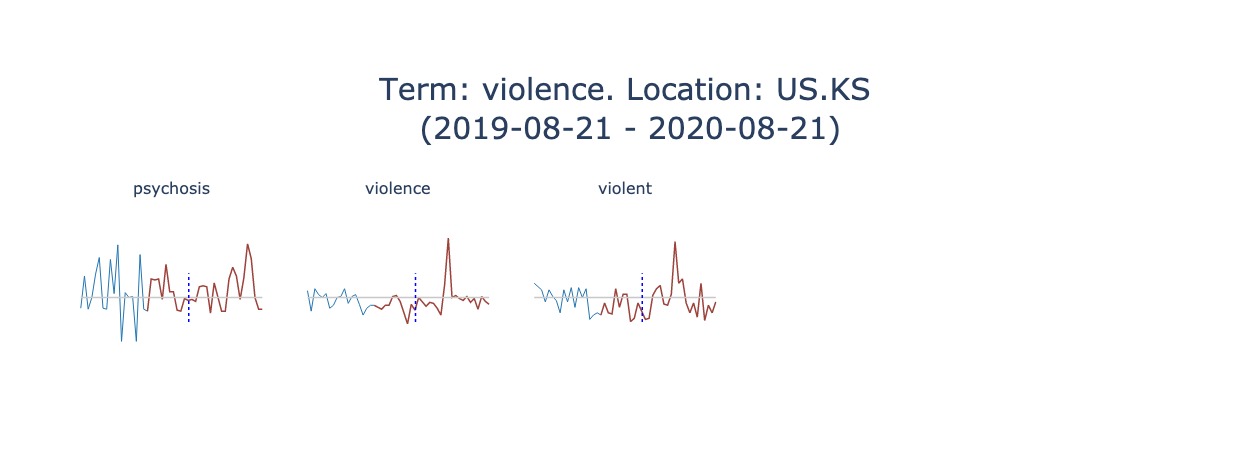 Term: violence. Location: US.KS
(2019-08-21 - 2020-08-21)
psychosis
violence
violent